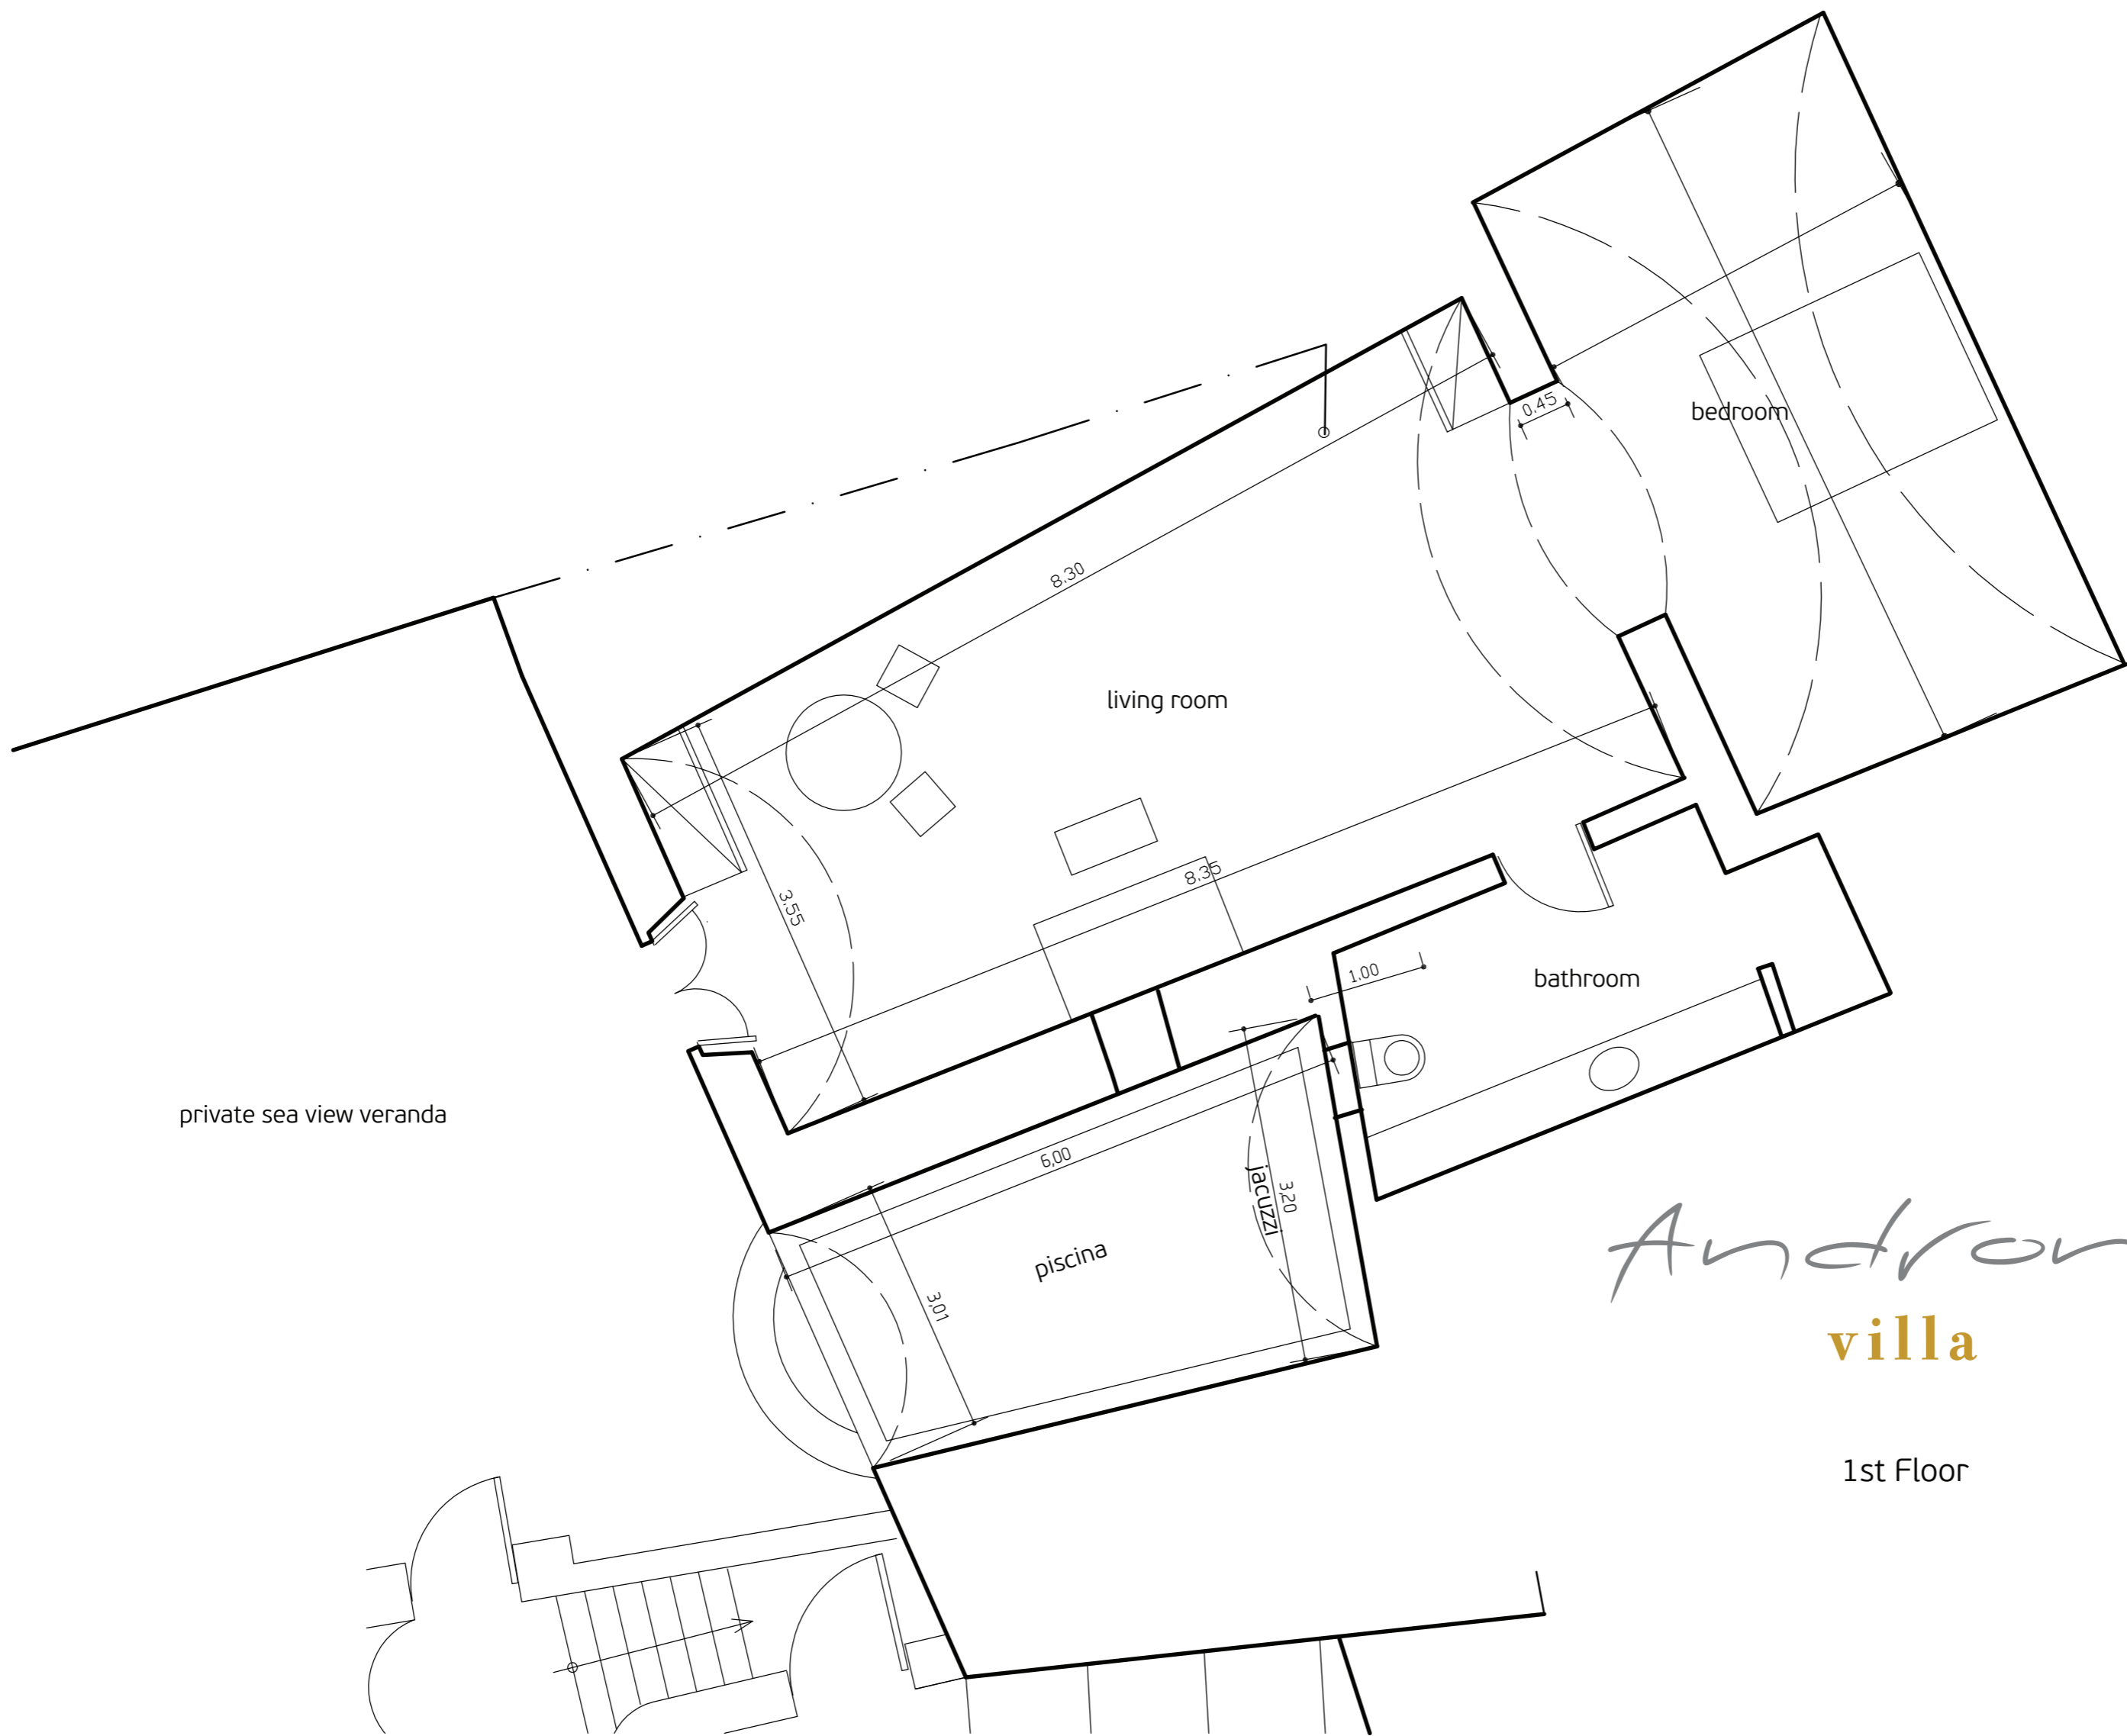 bedroom
0.45
8.30
living room
8.35
3.55
1.00
bathroom
private sea view veranda
6,00
jacuzzi
3,20
piscina
3,01
Andron
villa
1st Floor